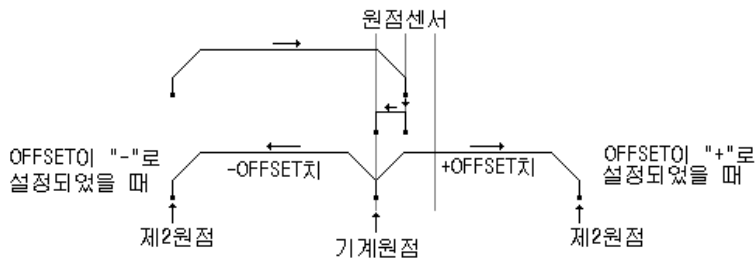 원점센서
OFFSET이 "-"로
설정되었을 때
-OFFSET치
+OFFSET치
OFFSET이 "+"로
설정되었을 때
제2원점
기계원점
제2원점